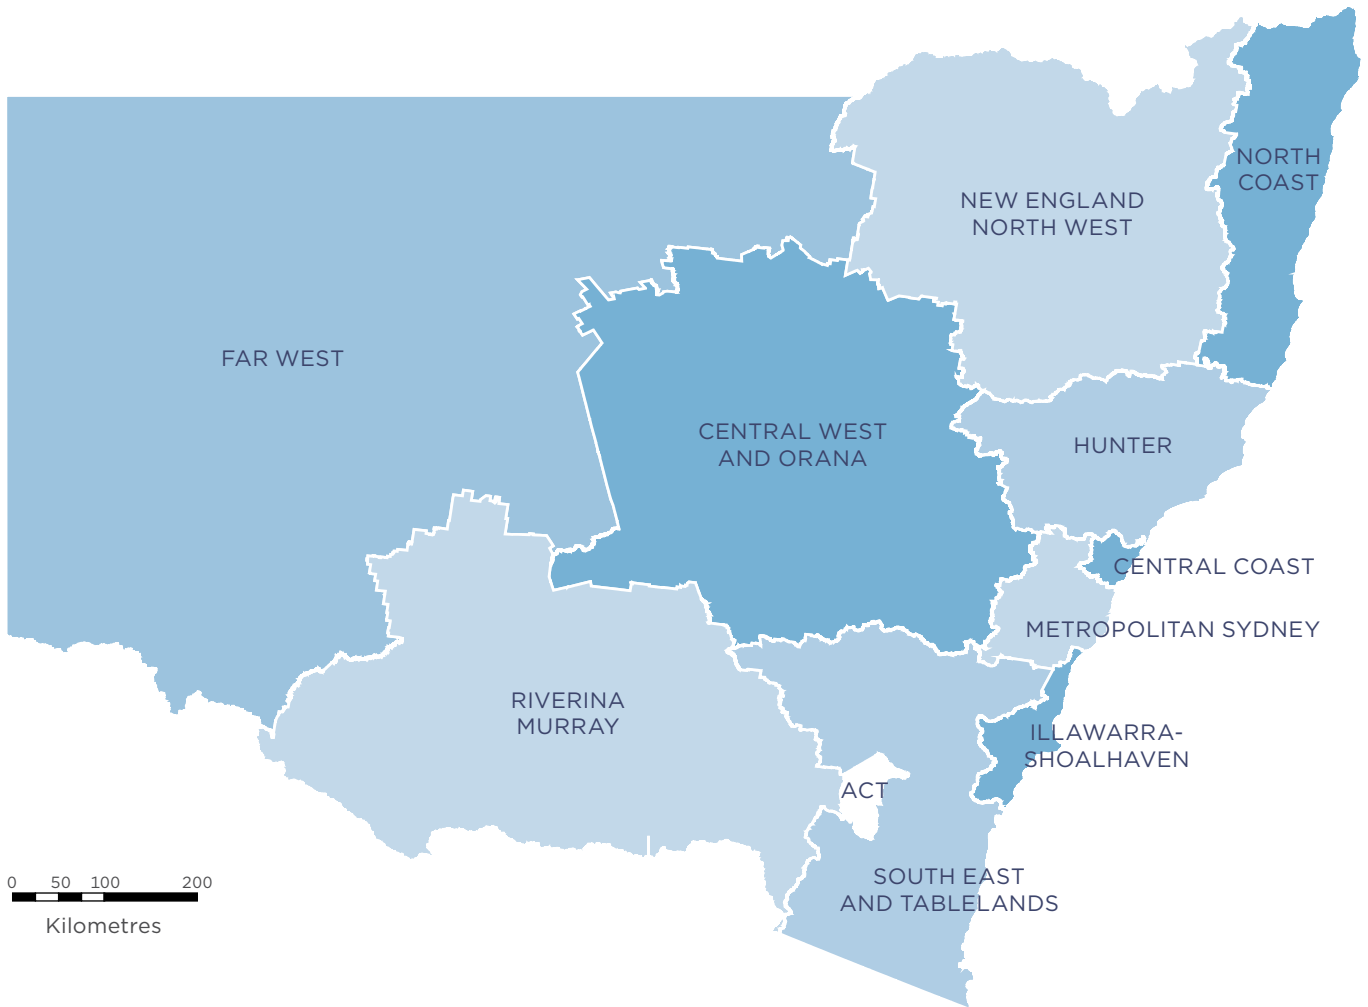 NORTH
COAST
NEW ENGLAND
NORTH WEST
FAR WEST
CENTRAL WEST
AND ORANA
HUNTER
CENTRAL COAST
METROPOLITAN SYDNEY
RIVERINA
MURRAY
ILLAWARRA-
SHOALHAVEN
ACT
SOUTH EAST
AND TABLELANDS
0 50 100 200
Kilometres